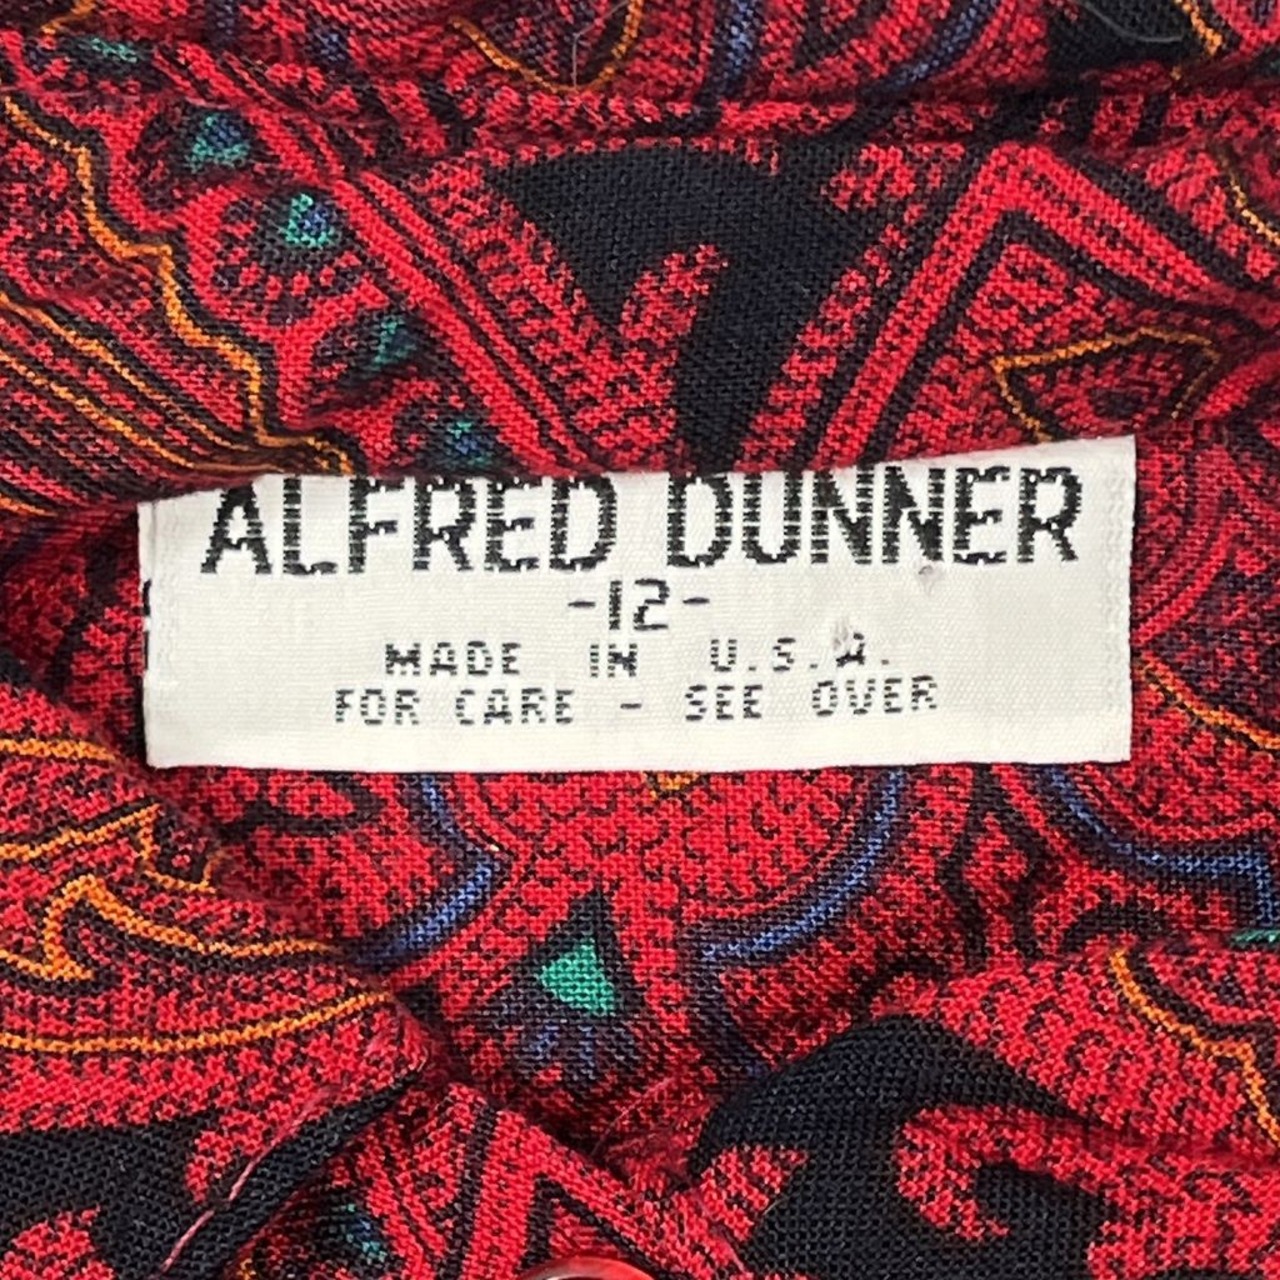 ALFRED DUNNER
-12-
MADE IN U.S.A.
FOR CARE - SEE OVER